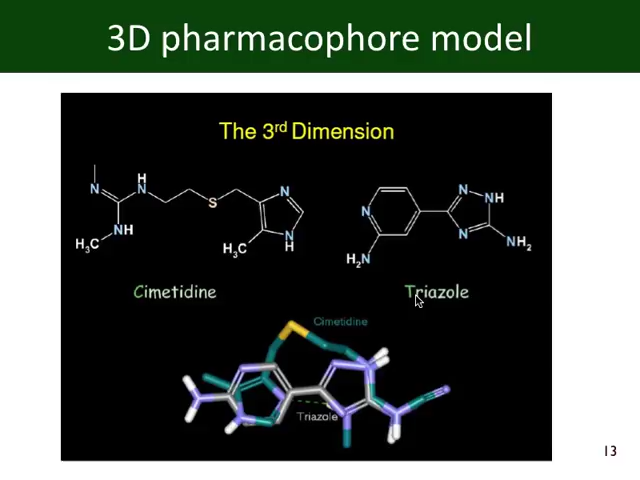 3D pharmacophore model
The 3rd Dimension
N
H
N
S
N
NH
H3C
H3C
N
H
N
N
NH
N
NH2
H2N
Cimetidine
Triazole
Cimetidine
Triazole
13